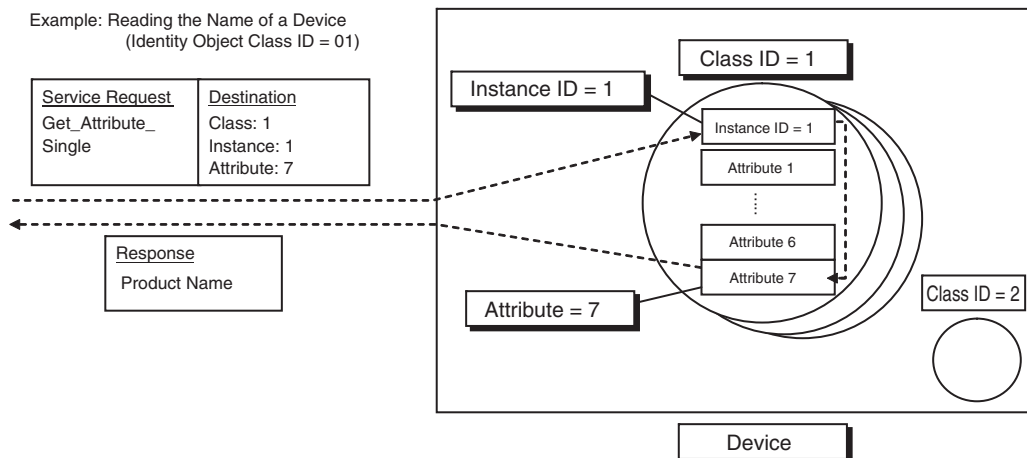 Example: Reading the Name of a Device
(Identity Object Class ID = 01)
Service Request
Get_Attribute_
Single
Destination
Class: 1
Instance: 1
Attribute: 7
Response
Product Name
Class ID = 1
Instance ID = 1
Instance ID = 1
Attribute 1
Attribute 6
Attribute 7
Attribute = 7
Class ID = 2
Device